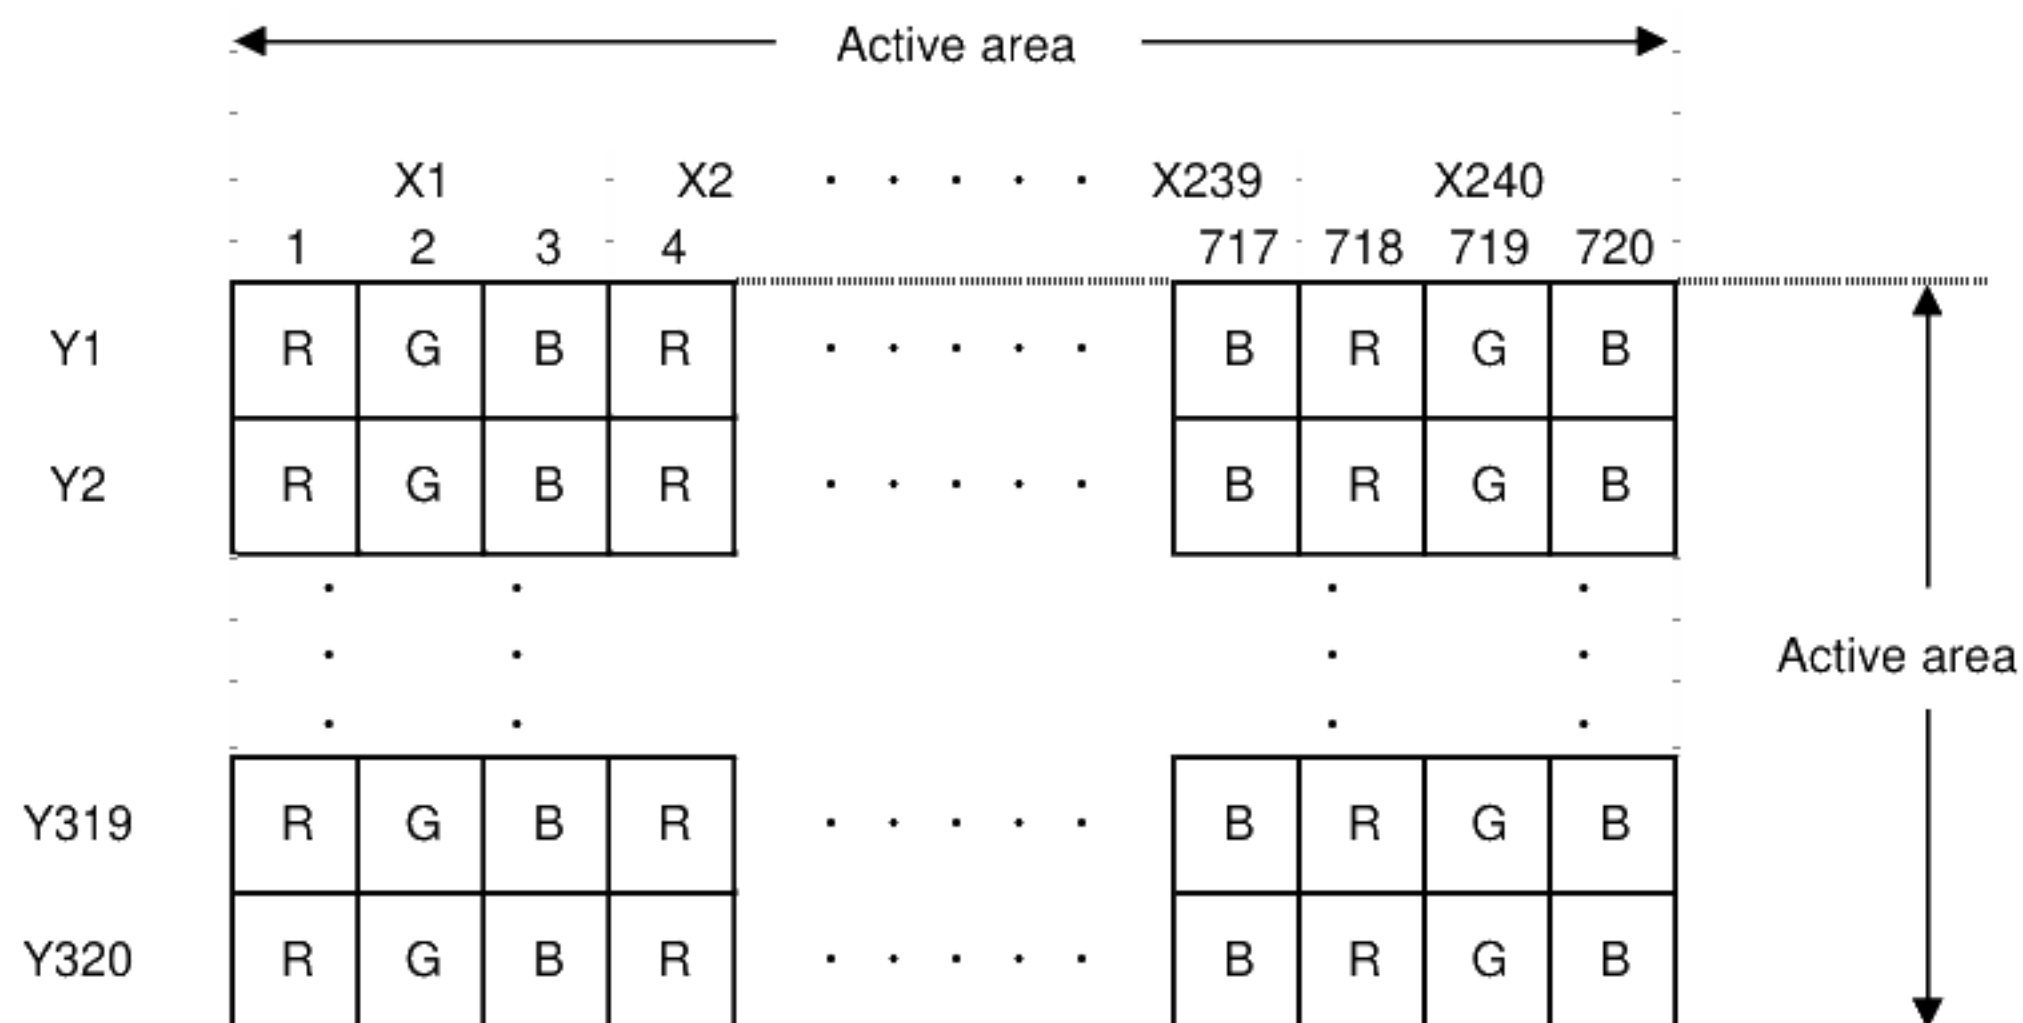 Active area
X1 X2 · · · · · X239 X240
1 2 3 4 717 718 719 720
Y1 R G B R · · · · · B R G B
Y2 R G B R · · · · · B R G B
Active area
Y319 R G B R · · · · · B R G B
Y320 R G B R · · · · · B R G B